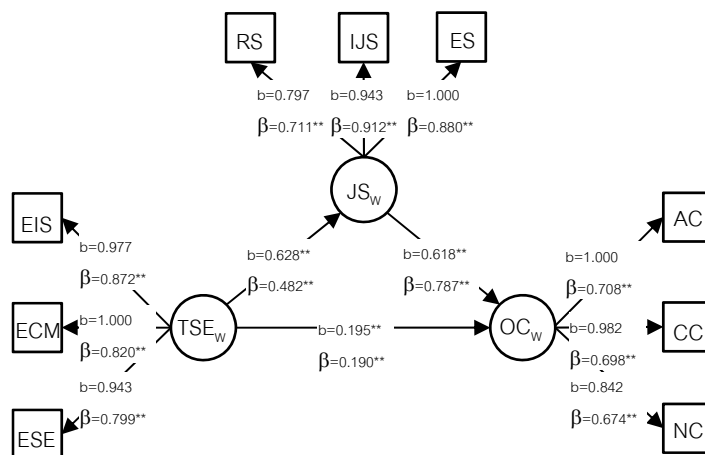 RS IJS ES
b=0.797 b=0.943 b=1.000
β=0.711** β=0.912** β=0.880**
JSW
EIS AC
b=0.977 b=0.628** b=0.618** b=1.000
β=0.872** β=0.482** β=0.787** β=0.708**
ECM b=1.000 TSEW b=0.195** OCW b=0.982 CC
β=0.820** β=0.190** β=0.698**
b=0.943 b=0.842
β=0.799** β=0.674**
ESE NC